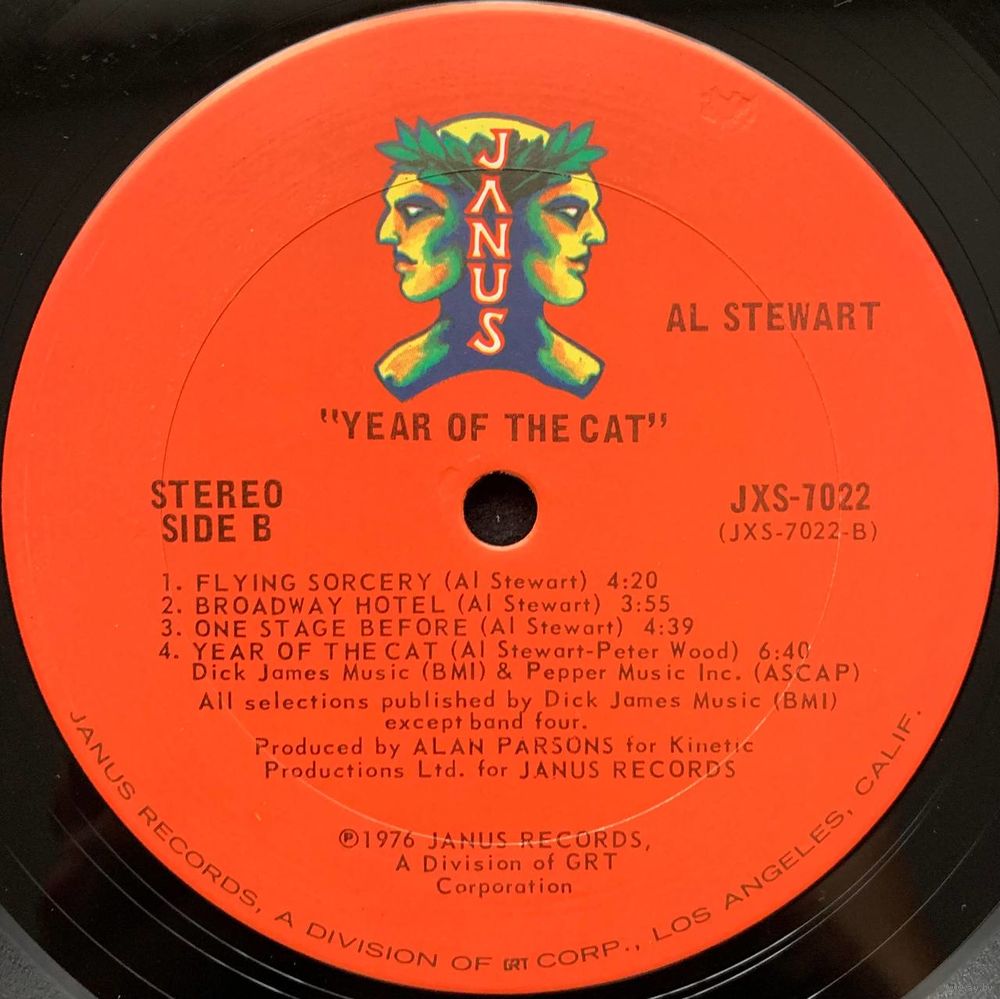 JANUS
AL STEWART
"YEAR OF THE CAT"
STEREO
SIDE B
JXS-7022
(JXS-7022-B)
1. FLYING SORCERY (Al Stewart) 4:20
2. BROADWAY HOTEL (Al Stewart) 3:55
3. ONE STAGE BEFORE (Al Stewart) 4:39
4. YEAR OF THE CAT (Al Stewart-Peter Wood) 6:40
Dick James Music (BMI) & Pepper Music Inc. (ASCAP)
All selections published by Dick James Music (BMI)
except band four.
Produced by ALAN PARSONS for Kinetic
Productions Ltd. for JANUS RECORDS
℗1976 JANUS RECORDS,
A Division of GRT
Corporation
JANUS RECORDS, A DIVISION OF GRT CORP., LOS ANGELES, CALIF.